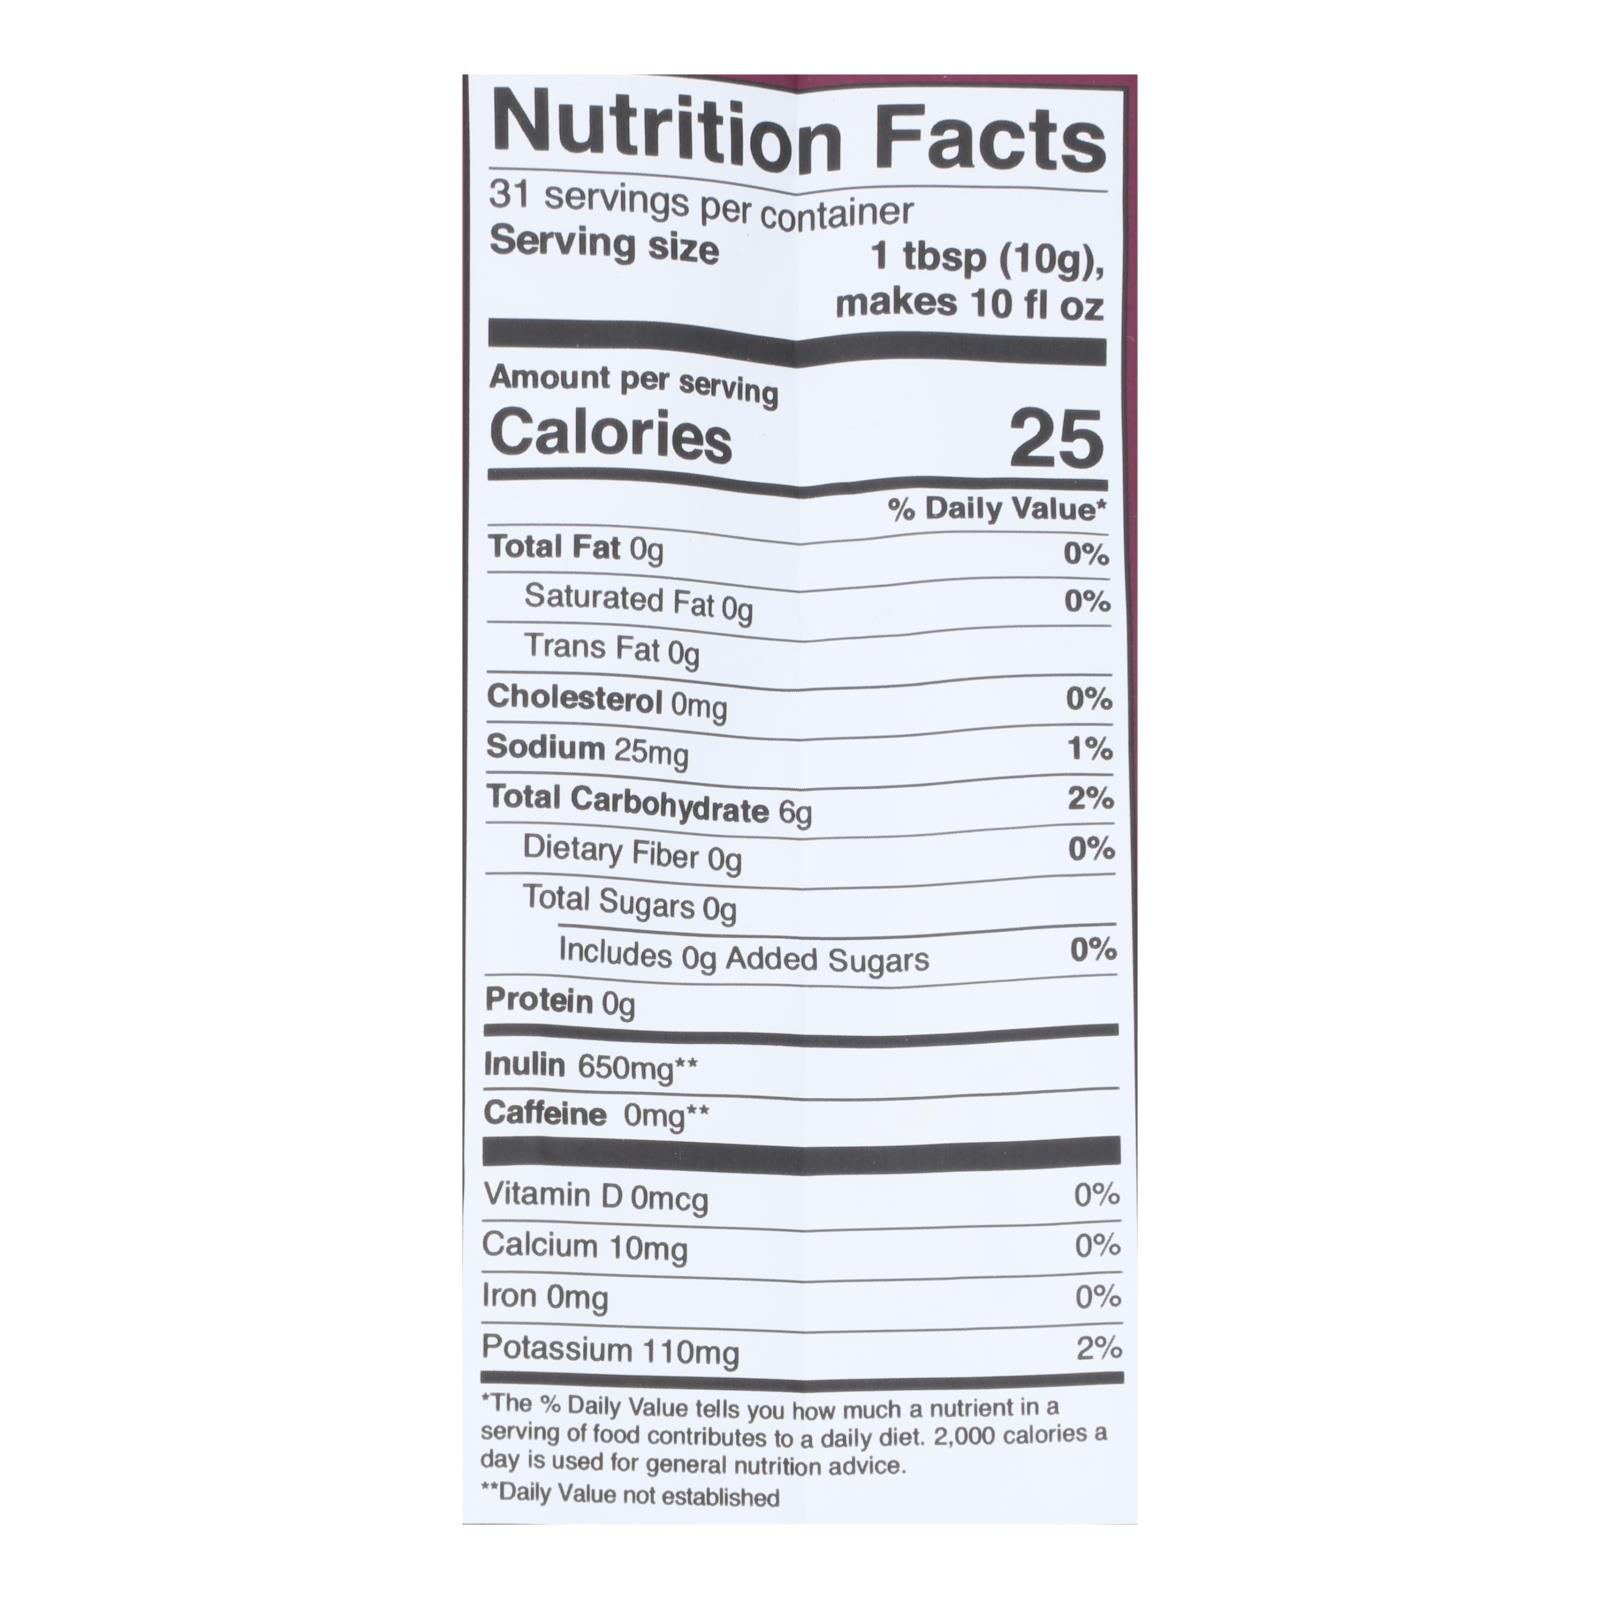 Nutrition Facts
31 servings per container
Serving size 1 tbsp (10g),
makes 10 fl oz
Amount per serving
Calories 25
% Daily Value*
Total Fat 0g 0%
Saturated Fat 0g 0%
Trans Fat 0g
Cholesterol 0mg 0%
Sodium 25mg 1%
Total Carbohydrate 6g 2%
Dietary Fiber 0g 0%
Total Sugars 0g
Includes 0g Added Sugars 0%
Protein 0g
Inulin 650mg**
Caffeine 0mg**
Vitamin D 0mcg 0%
Calcium 10mg 0%
Iron 0mg 0%
Potassium 110mg 2%
*The % Daily Value tells you how much a nutrient in a
serving of food contributes to a daily diet. 2,000 calories a
day is used for general nutrition advice.
**Daily Value not established